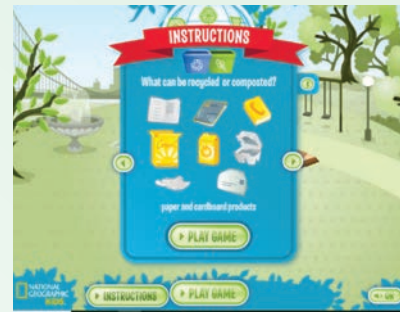 INSTRUCTIONS
What can be recycled or composted?
paper and cardboard products
PLAY GAME
NATIONAL
GEOGRAPHIC
KIDS
INSTRUCTIONS
PLAY GAME